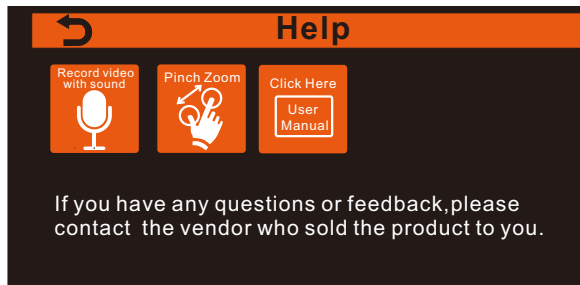 Help
Record video
with sound
Pinch Zoom
Click Here
User
Manual
If you have any questions or feedback,please
contact the vendor who sold the product to you.